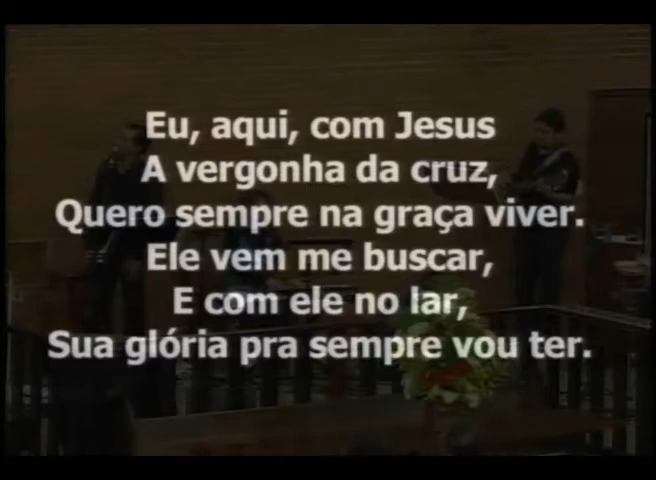 Eu, aqui, com Jesus
A vergonha da cruz,
Quero sempre na graça viver.
Ele vem me buscar,
E com ele no lar,
Sua glória pra sempre vou ter.